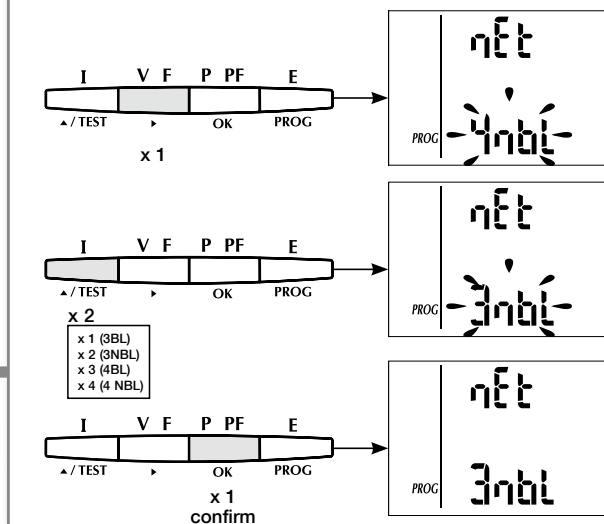 I V F P PF E
▲ / TEST ▶ OK PROG
x 1
nEt
PROG 4nbL
I V F P PF E
▲ / TEST ▶ OK PROG
x 2
x 1 (3BL)
x 2 (3NBL)
x 3 (4BL)
x 4 (4 NBL)
nEt
PROG 3nbL
I V F P PF E
▲ / TEST ▶ OK PROG
x 1
confirm
nEt
PROG 3nbL